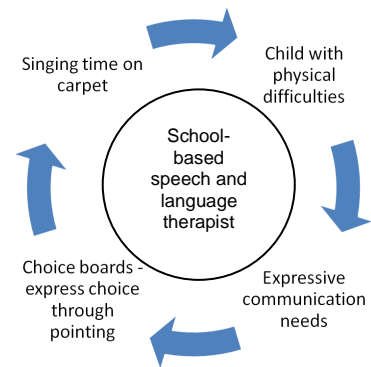 Singing time on
carpet
Child with
physical
difficulties
School-
based
speech and
language
therapist
Choice boards -
express choice
through
pointing
Expressive
communication
needs